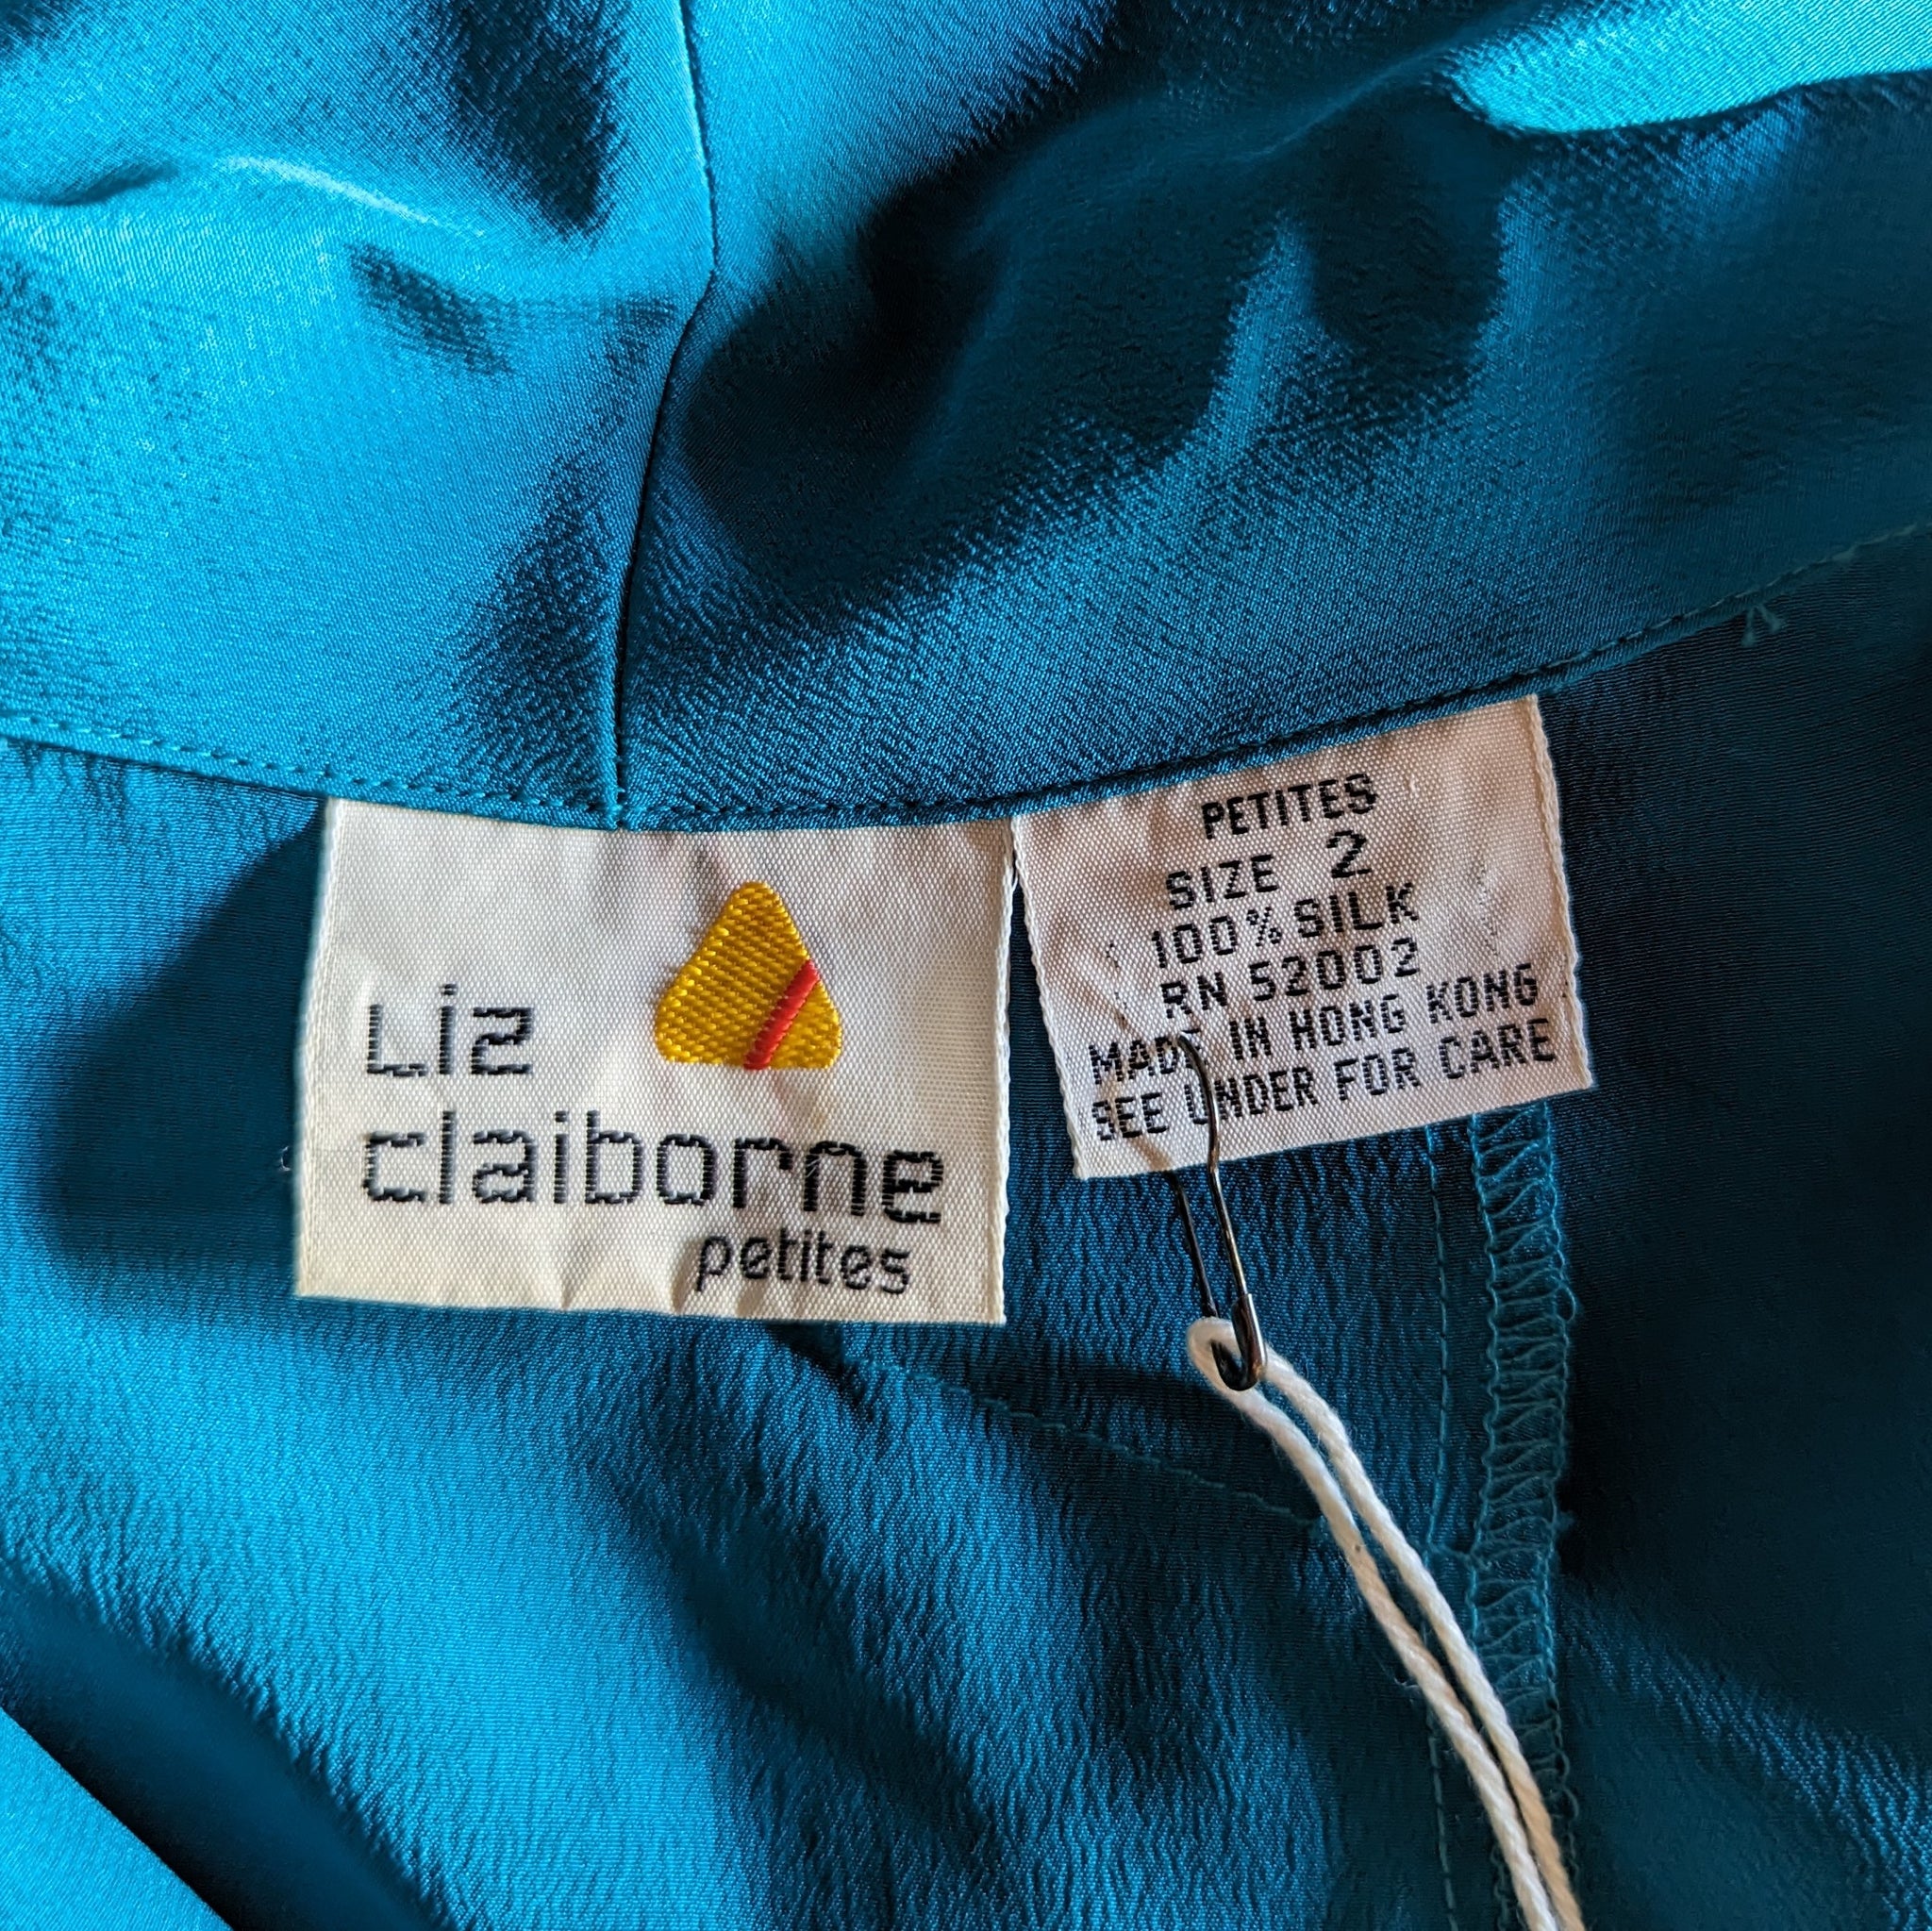 Liz
claiborne
petites
PETITES
SIZE 2
100% SILK
RN 52002
MADE IN HONG KONG
SEE UNDER FOR CARE